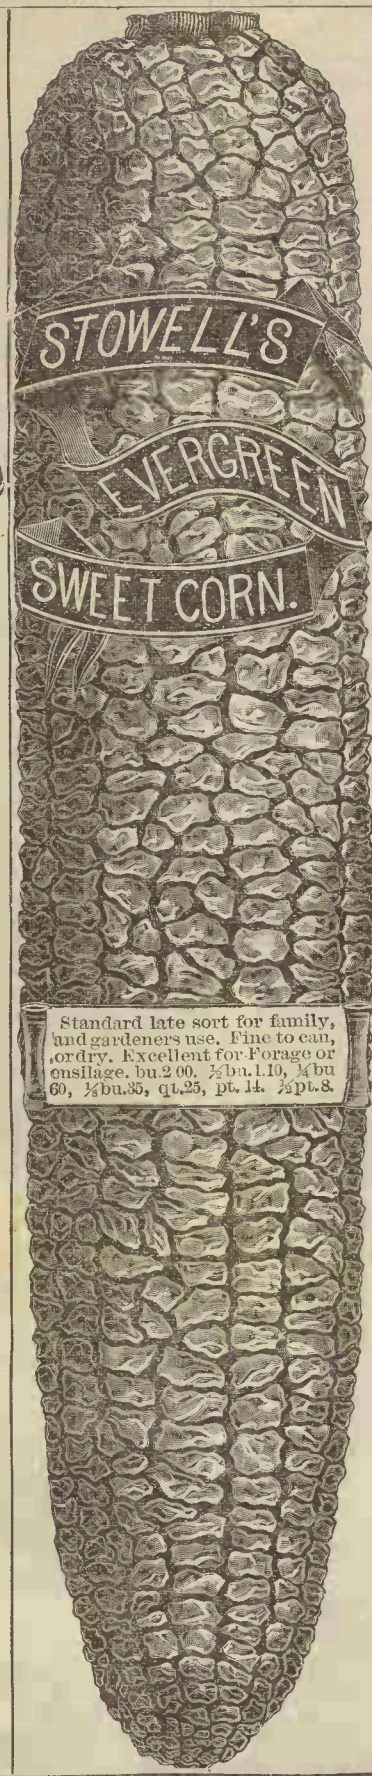 STOWELL'S
EVERGREEN
SWEET CORN.
Standard late sort for family,
and gardeners use. Fine to can,
or dry. Excellent for Forage or
ensilage. bu.2 00. ½bu.1.10, ¼bu
60, ⅛bu.35, qt.25, pt. 14. ½pt.8.